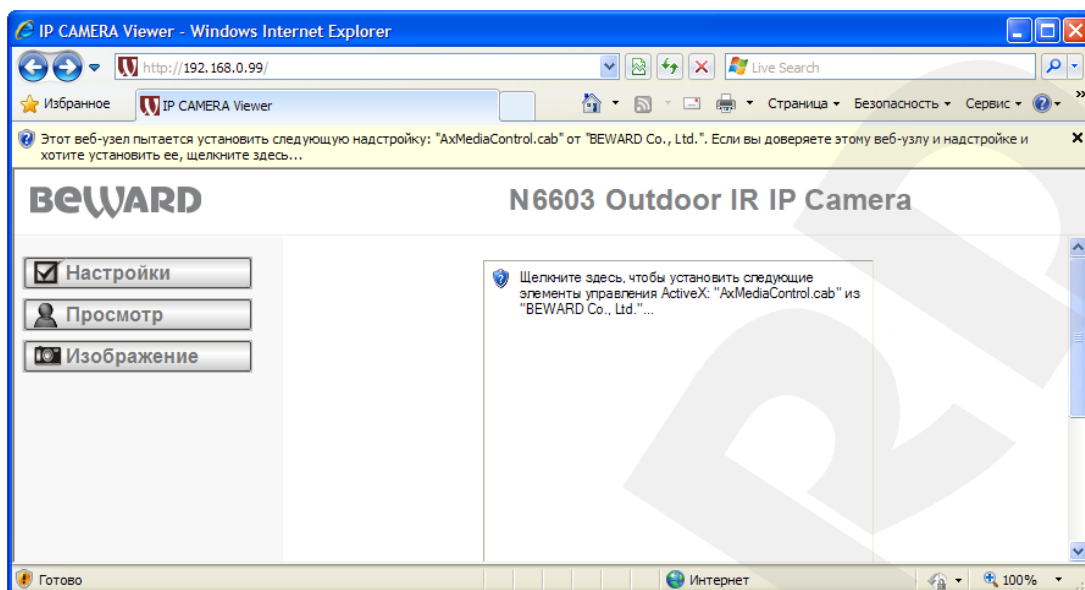 IP CAMERA Viewer - Windows Internet Explorer
http://192.168.0.99/
Live Search
Избранное
IP CAMERA Viewer
Страница
Безопасность
Сервис
»
Этот веб-узел пытается установить следующую надстройку: "AxMediaControl.cab" от "BEWARD Co., Ltd.". Если вы доверяете этому веб-узлу и надстройке и
хотите установить ее, щелкните здесь...
BEWARD
N6603 Outdoor IR IP Camera
Настройки
Просмотр
Изображение
Щелкните здесь, чтобы установить следующие
элементы управления ActiveX: "AxMediaControl.cab" из
"BEWARD Co., Ltd."...
Готово
Интернет
100%